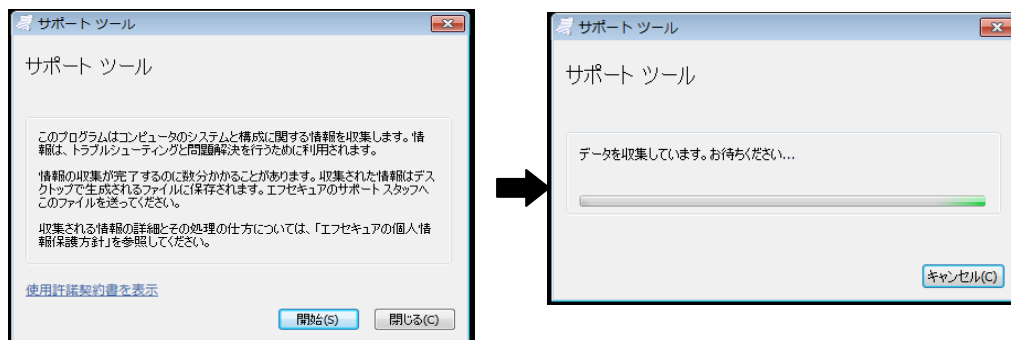 サポート ツール
サポート ツール
このプログラムはコンピュータのシステムと構成に関する情報を収集します。情
報は、トラブルシューティングと問題解決を行うために利用されます。
情報の収集が完了するのに数分かかることがあります。収集された情報はデス
クトップで生成されるファイルに保存されます。エフセキュアのサポート スタッフへ
このファイルを送ってください。
収集される情報の詳細とその処理の仕方については、「エフセキュアの個人情
報保護方針」を参照してください。
使用許諾契約書を表示
開始(S)
閉じる(C)
サポート ツール
サポート ツール
データを収集しています。お待ちください...
キャンセル(C)